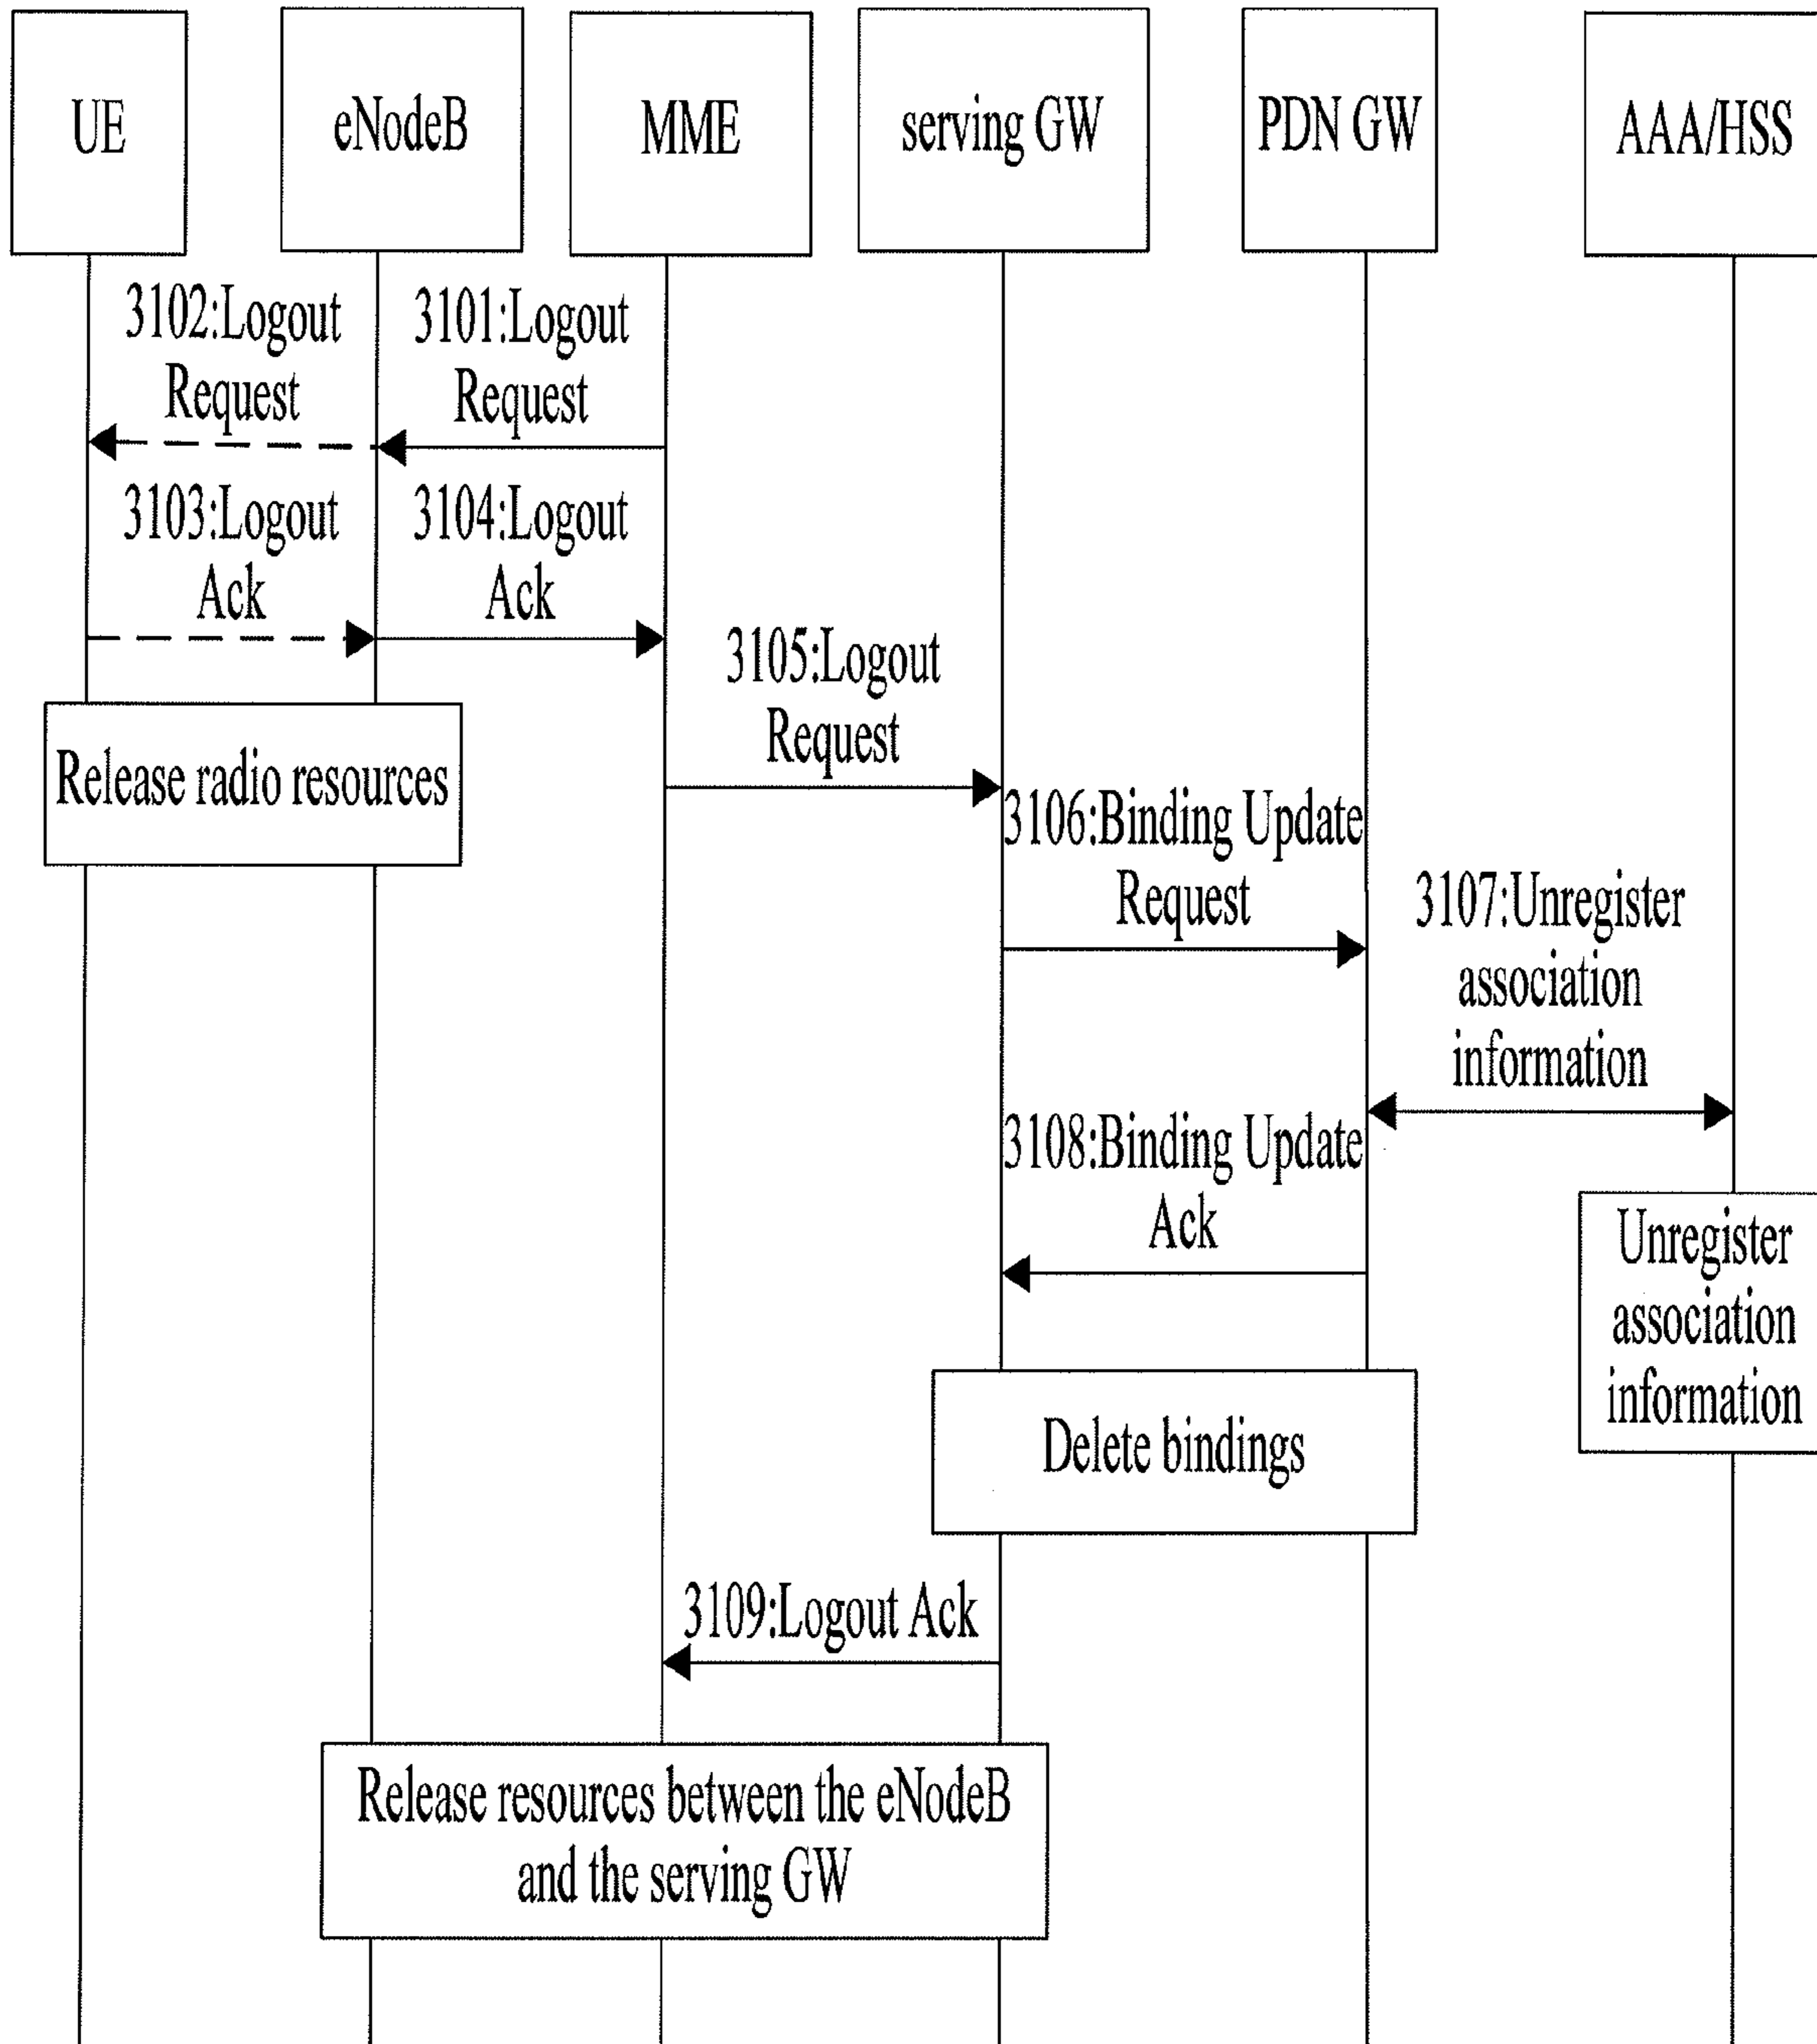 UE
eNodeB
MME
serving GW
PDN GW
AAA/HSS
3102:Logout
Request
3101:Logout
Request
3103:Logout
Ack
3104:Logout
Ack
3105:Logout
Request
Release radio resources
3106:Binding Update
Request
3107:Unregister
association
information
3108:Binding Update
Ack
Unregister
association
information
Delete bindings
3109:Logout Ack
Release resources between the eNodeB
and the serving GW